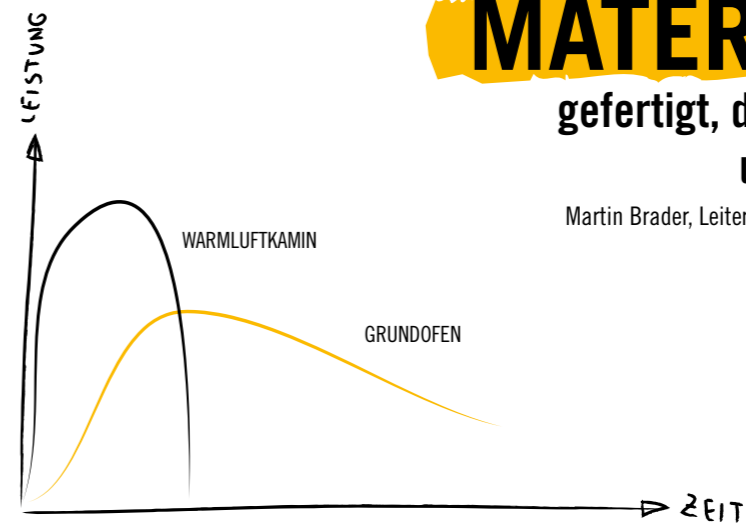 LEISTUNG
MATER
gefertigt, d
Martin Brader, Leiter
WARMLUFTKAMIN
GRUNDOFEN
ZEIT